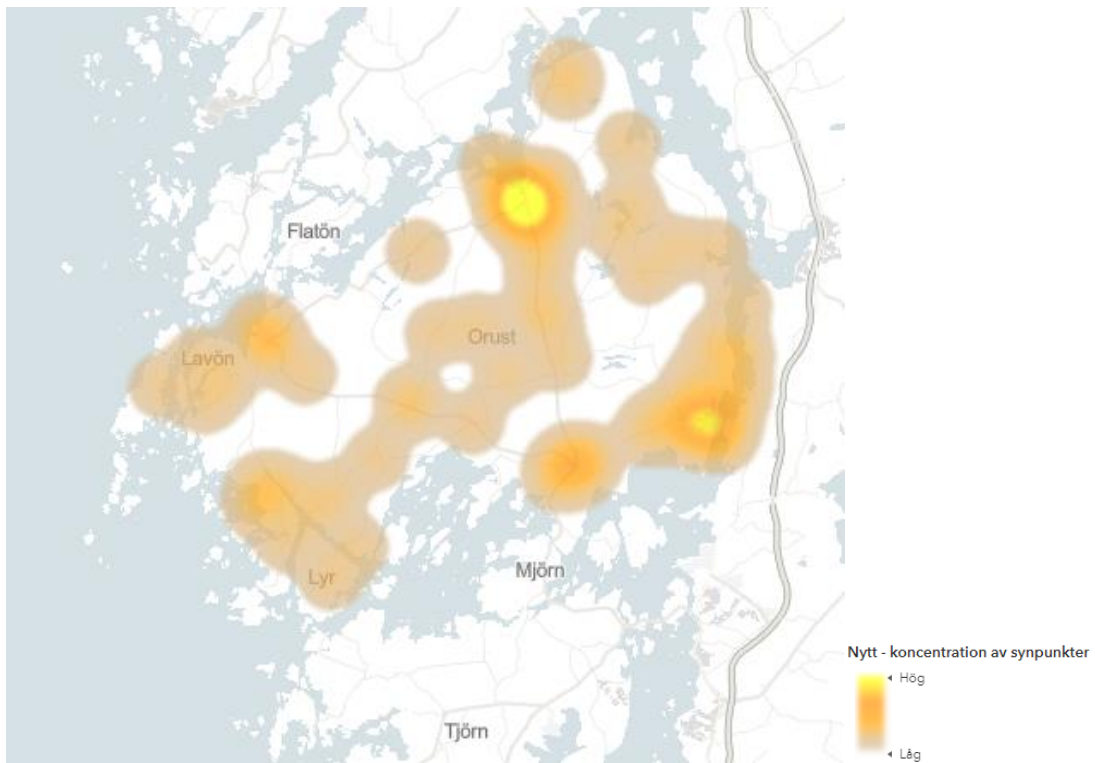 Flatön
Orust
Lavön
Lyr
Mjörn
Tjörn
Nytt - koncentration av synpunkter
Hög
Låg